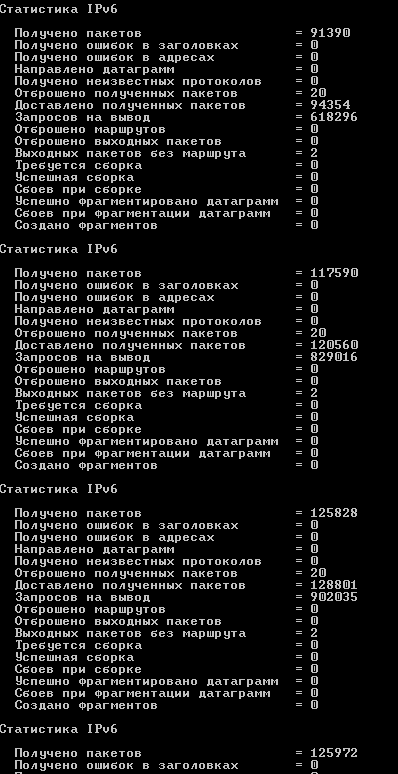 Статистика IPv6
Получено пакетов = 91390
Получено ошибок в заголовках = 0
Получено ошибок в адресах = 0
Направлено датаграмм = 0
Получено неизвестных протоколов = 0
Отброшено полученных пакетов = 20
Доставлено полученных пакетов = 94354
Запросов на вывод = 618296
Отброшено маршрутов = 0
Отброшено выходных пакетов = 0
Выходных пакетов без маршрута = 2
Требуется сборка = 0
Успешная сборка = 0
Сбоев при сборке = 0
Успешно фрагментировано датаграмм = 0
Сбоев при фрагментации датаграмм = 0
Создано фрагментов = 0
Статистика IPv6
Получено пакетов = 117590
Получено ошибок в заголовках = 0
Получено ошибок в адресах = 0
Направлено датаграмм = 0
Получено неизвестных протоколов = 0
Отброшено полученных пакетов = 20
Доставлено полученных пакетов = 120560
Запросов на вывод = 829016
Отброшено маршрутов = 0
Отброшено выходных пакетов = 0
Выходных пакетов без маршрута = 2
Требуется сборка = 0
Успешная сборка = 0
Сбоев при сборке = 0
Успешно фрагментировано датаграмм = 0
Сбоев при фрагментации датаграмм = 0
Создано фрагментов = 0
Статистика IPv6
Получено пакетов = 125828
Получено ошибок в заголовках = 0
Получено ошибок в адресах = 0
Направлено датаграмм = 0
Получено неизвестных протоколов = 0
Отброшено полученных пакетов = 20
Доставлено полученных пакетов = 128801
Запросов на вывод = 902035
Отброшено маршрутов = 0
Отброшено выходных пакетов = 0
Выходных пакетов без маршрута = 2
Требуется сборка = 0
Успешная сборка = 0
Сбоев при сборке = 0
Успешно фрагментировано датаграмм = 0
Сбоев при фрагментации датаграмм = 0
Создано фрагментов = 0
Статистика IPv6
Получено пакетов = 125972
Получено ошибок в заголовках = 0